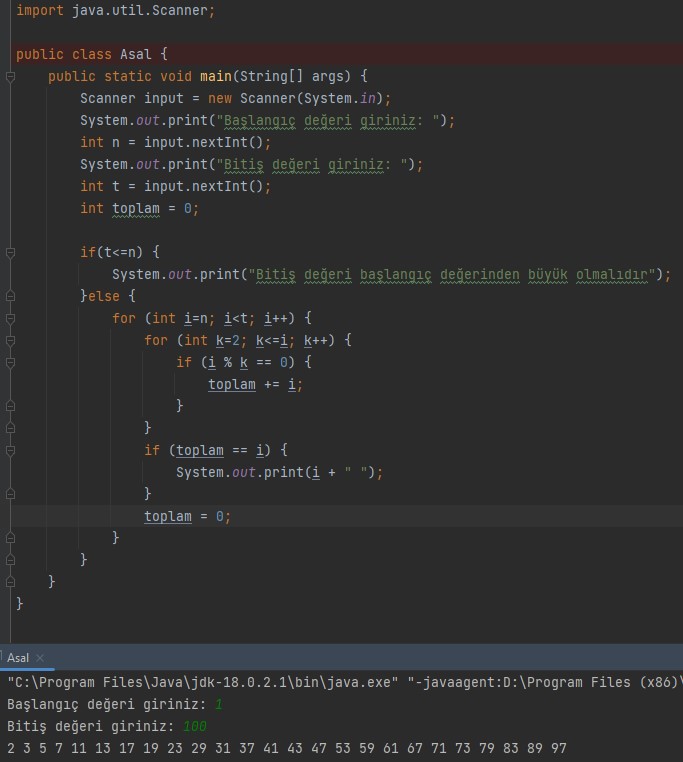 import java.util.Scanner;
public class Asal {
public static void main(String[] args) {
Scanner input = new Scanner(System.in);
System.out.print("Başlangıç değeri giriniz: ");
int n = input.nextInt();
System.out.print("Bitiş değeri giriniz: ");
int t = input.nextInt();
int toplam = 0;
if(t<=n) {
System.out.print("Bitiş değeri başlangıç değerinden büyük olmalıdır");
}else {
for (int i=n; i<t; i++) {
for (int k=2; k<=i; k++) {
if (i % k == 0) {
toplam += i;
}
}
if (toplam == i) {
System.out.print(i + " ");
}
toplam = 0;
}
}
}
}
Asal ×
"C:\Program Files\Java\jdk-18.0.2.1\bin\java.exe" "-javaagent:D:\Program Files (x86)\
Başlangıç değeri giriniz: 1
Bitiş değeri giriniz: 100
2 3 5 7 11 13 17 19 23 29 31 37 41 43 47 53 59 61 67 71 73 79 83 89 97